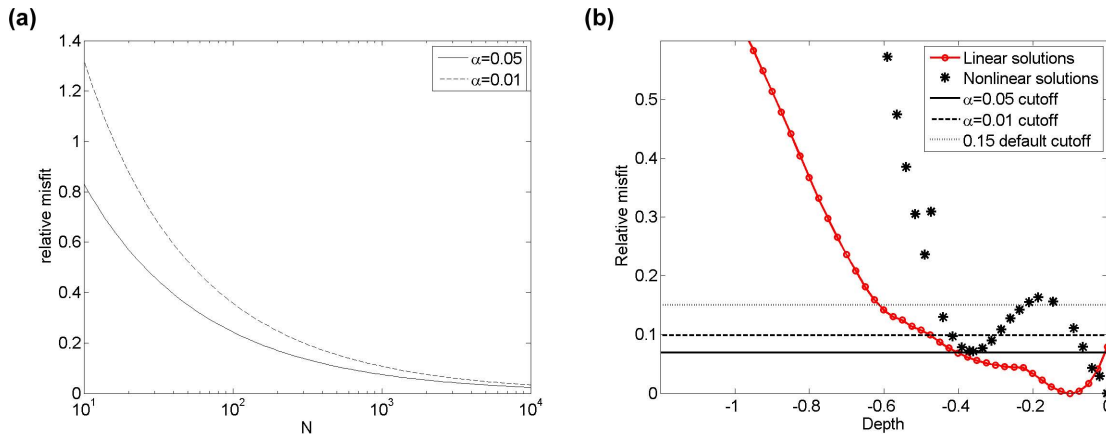 (a)
1.4
1.2
1
0.8
0.6
0.4
0.2
0
relative misfit
10^1
10^2
10^3
10^4
N
α=0.05
α=0.01
(b)
0.5
0.4
0.3
0.2
0.1
0
Relative misfit
-1
-0.8
-0.6
-0.4
-0.2
0
Depth
Linear solutions
Nonlinear solutions
α=0.05 cutoff
α=0.01 cutoff
0.15 default cutoff